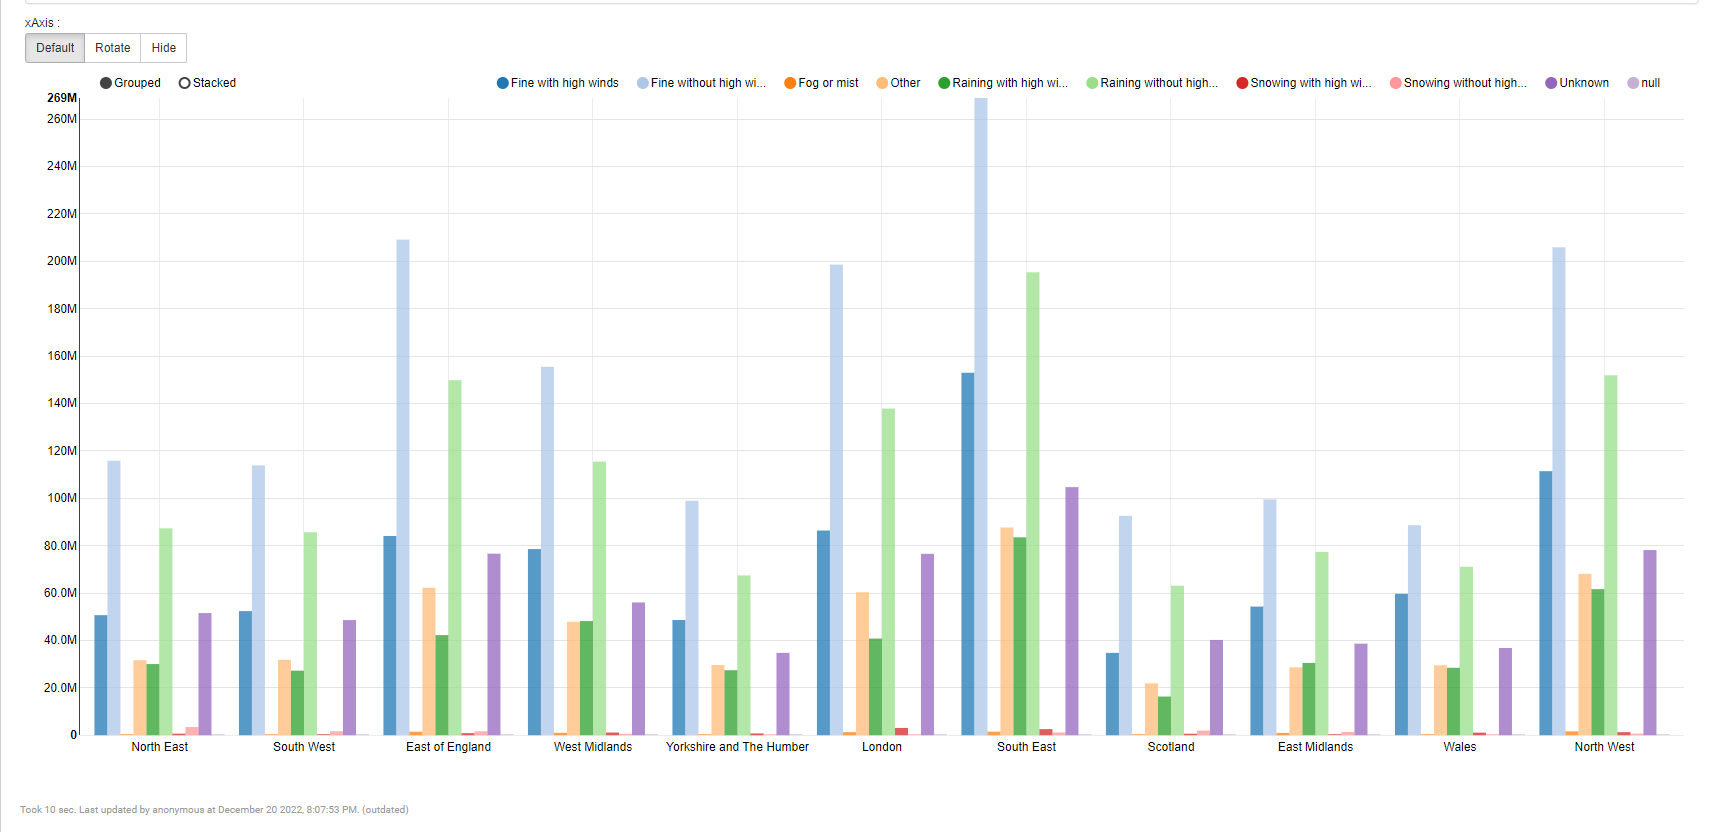 xAxis :
Default Rotate Hide
Grouped Stacked Fine with high winds Fine without high wi... Fog or mist Other Raining with high wi... Raining without high... Snowing with high wi... Snowing without high... Unknown null
269M
260M
240M
220M
200M
180M
160M
140M
120M
100M
80.0M
60.0M
40.0M
20.0M
0
North East South West East of England West Midlands Yorkshire and The Humber London South East Scotland East Midlands Wales North West
Took 10 sec. Last updated by anonymous at December 20 2022, 8:07:53 PM. (outdated)